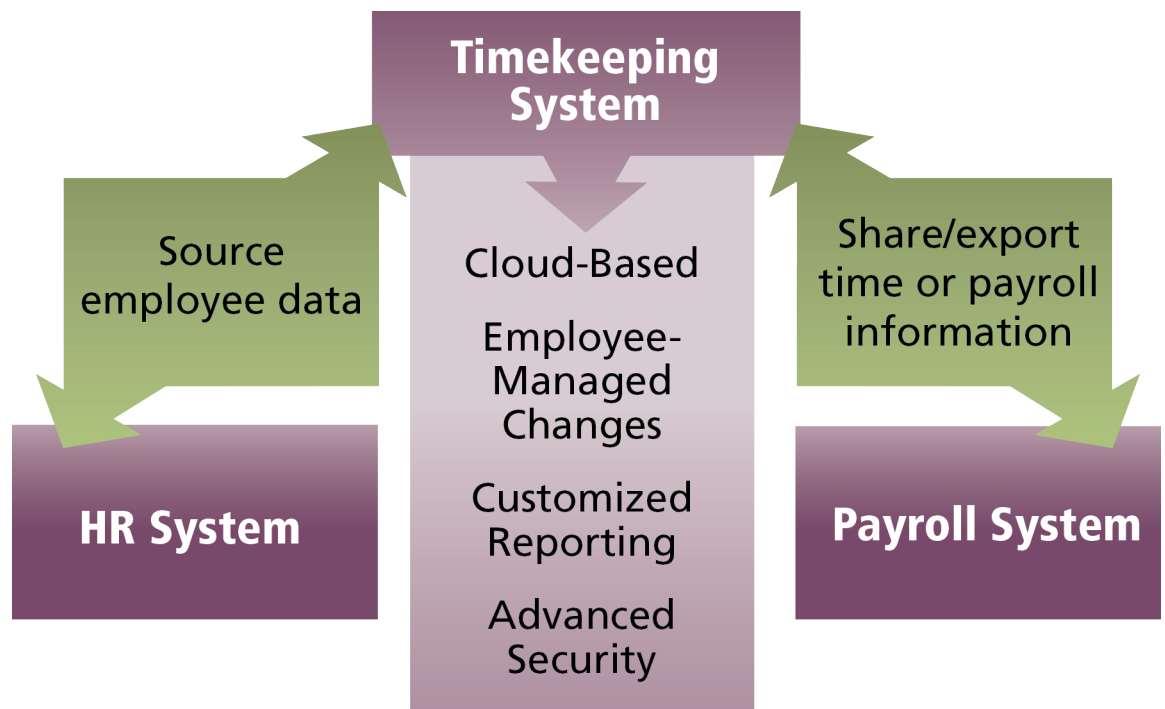 Timekeeping
System
Source
employee data
Share/export
time or payroll
information
Cloud-Based
Employee-
Managed
Changes
Customized
Reporting
Advanced
Security
HR System
Payroll System